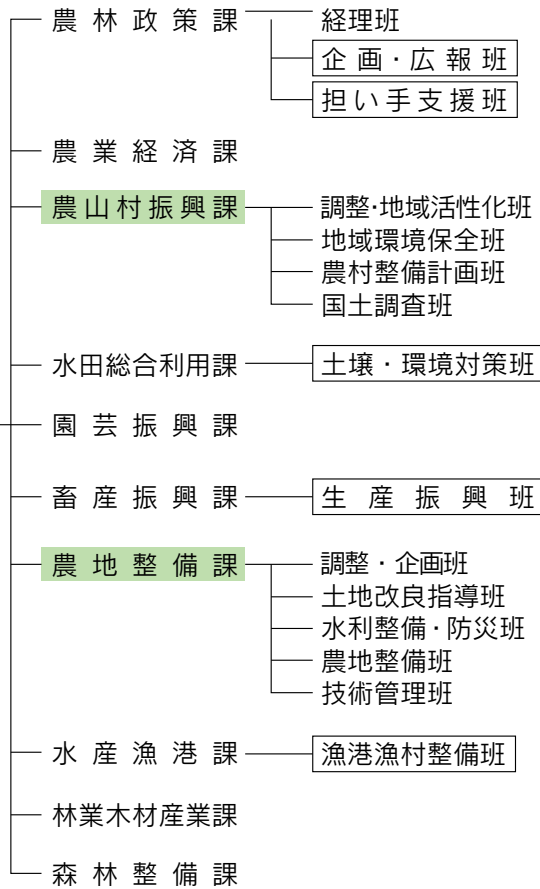 農林政策課
経理班
企画・広報班
担い手支援班
農業経済課
農山村振興課
調整・地域活性化班
地域環境保全班
農村整備計画班
国土調査班
水田総合利用課
土壌・環境対策班
園芸振興課
畜産振興課
生産振興班
農地整備課
調整・企画班
土地改良指導班
水利整備・防災班
農地整備班
技術管理班
水産漁港課
漁港漁村整備班
林業木材産業課
森林整備課